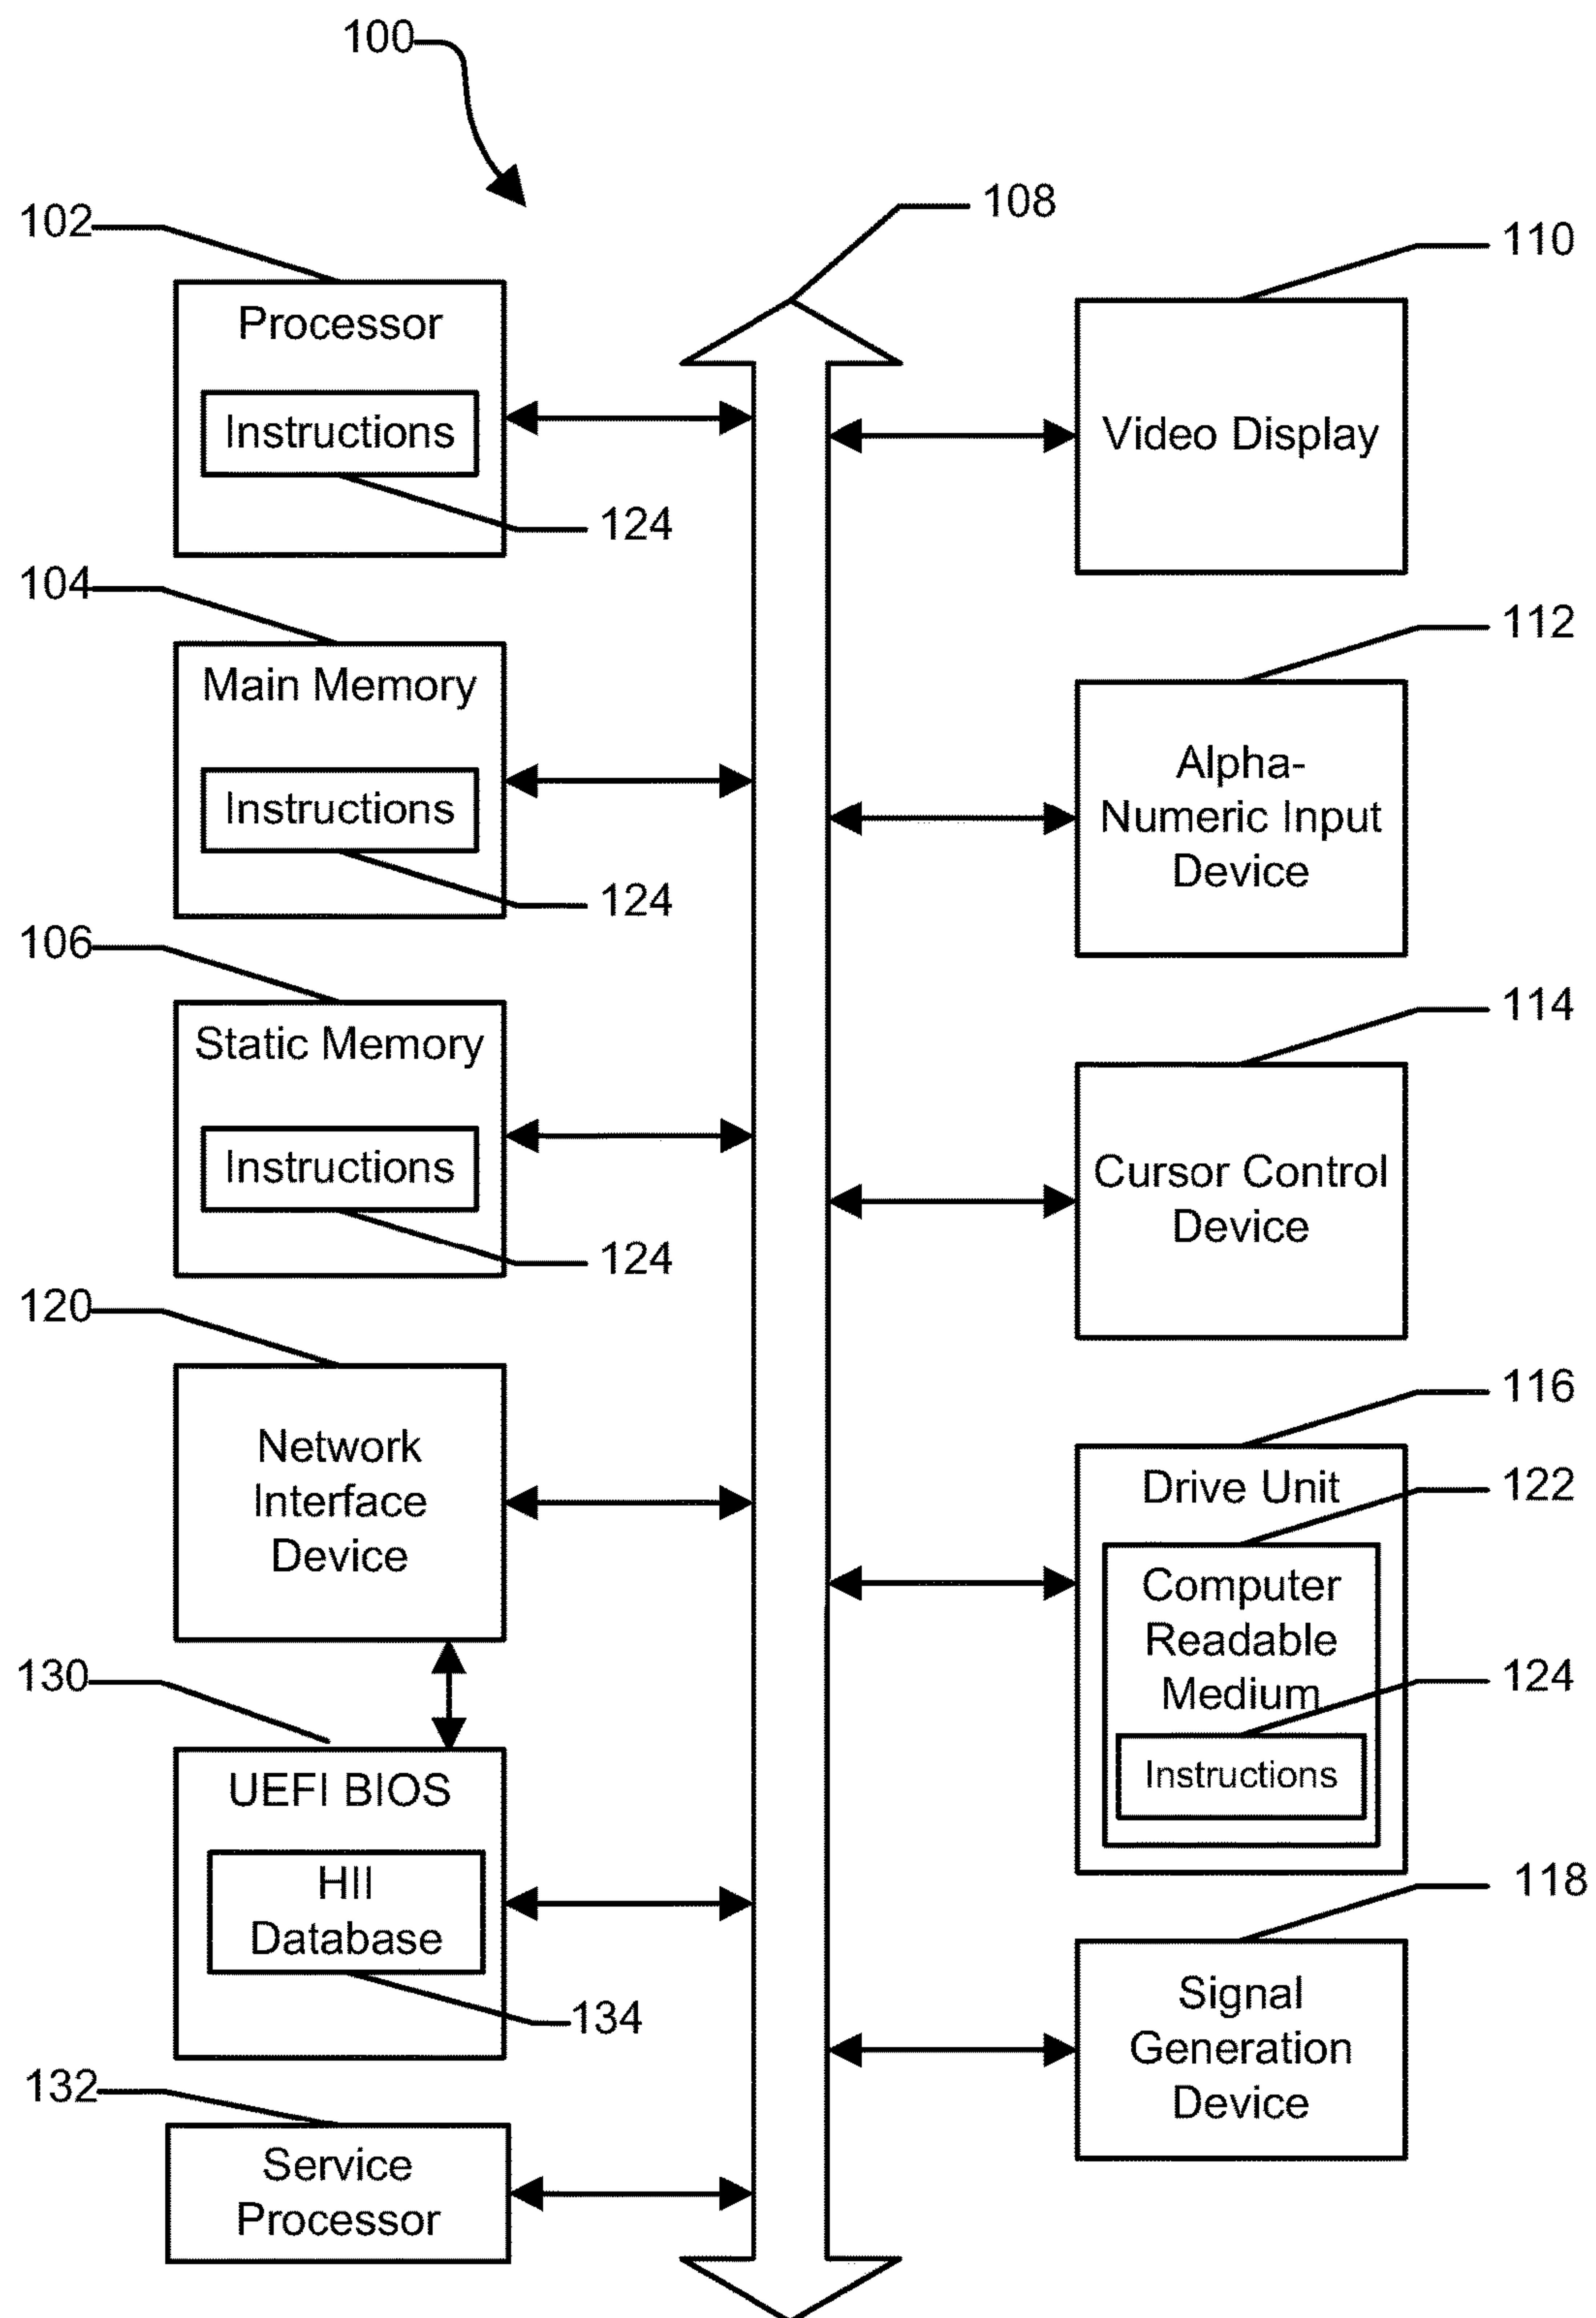 100
108
102
Processor
Instructions
124
104
Main Memory
Instructions
124
106
Static Memory
Instructions
124
120
Network
Interface
Device
130
UEFI BIOS
HII
Database
134
132
Service
Processor
110
Video Display
112
Alpha-
Numeric Input
Device
114
Cursor Control
Device
116
Drive Unit
122
Computer
Readable
Medium
124
Instructions
118
Signal
Generation
Device